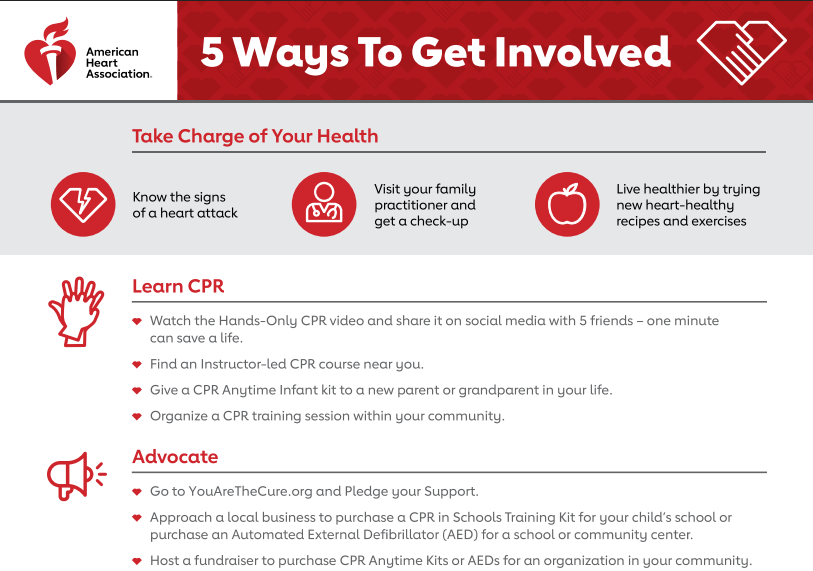 American
Heart
Association.
5 Ways To Get Involved
Take Charge of Your Health
Know the signs
of a heart attack
Visit your family
practitioner and
get a check-up
Live healthier by trying
new heart-healthy
recipes and exercises
Learn CPR
Watch the Hands-Only CPR video and share it on social media with 5 friends – one minute
can save a life.
Find an Instructor-led CPR course near you.
Give a CPR Anytime Infant kit to a new parent or grandparent in your life.
Organize a CPR training session within your community.
Advocate
Go to YouAreTheCure.org and Pledge your Support.
Approach a local business to purchase a CPR in Schools Training Kit for your child's school or
purchase an Automated External Defibrillator (AED) for a school or community center.
Host a fundraiser to purchase CPR Anytime Kits or AEDs for an organization in your community.